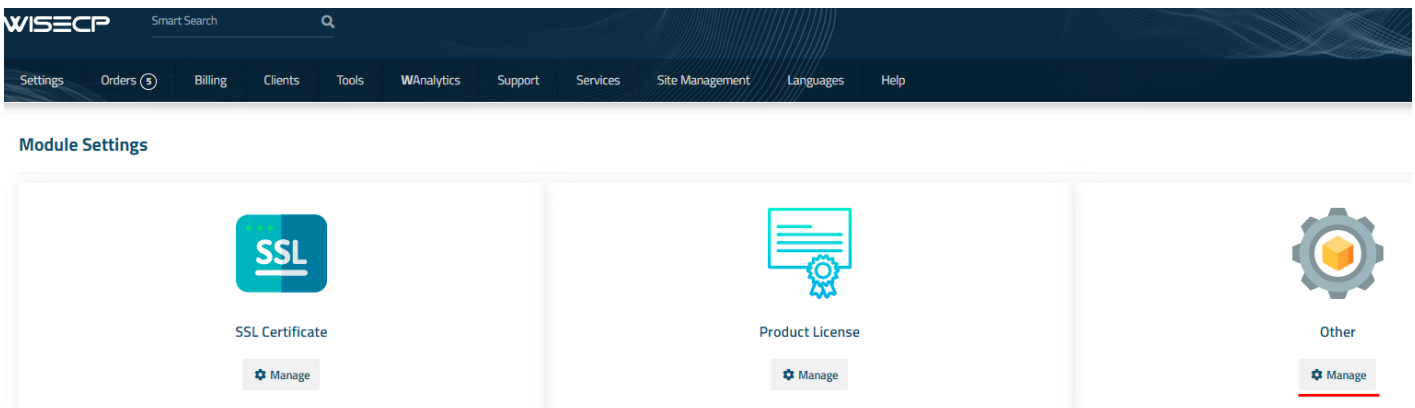 WISECP
Smart Search
Settings Orders 5 Billing Clients Tools WAnalytics Support Services Site Management Languages Help
Module Settings
SSL
SSL Certificate
Manage
Product License
Manage
Other
Manage